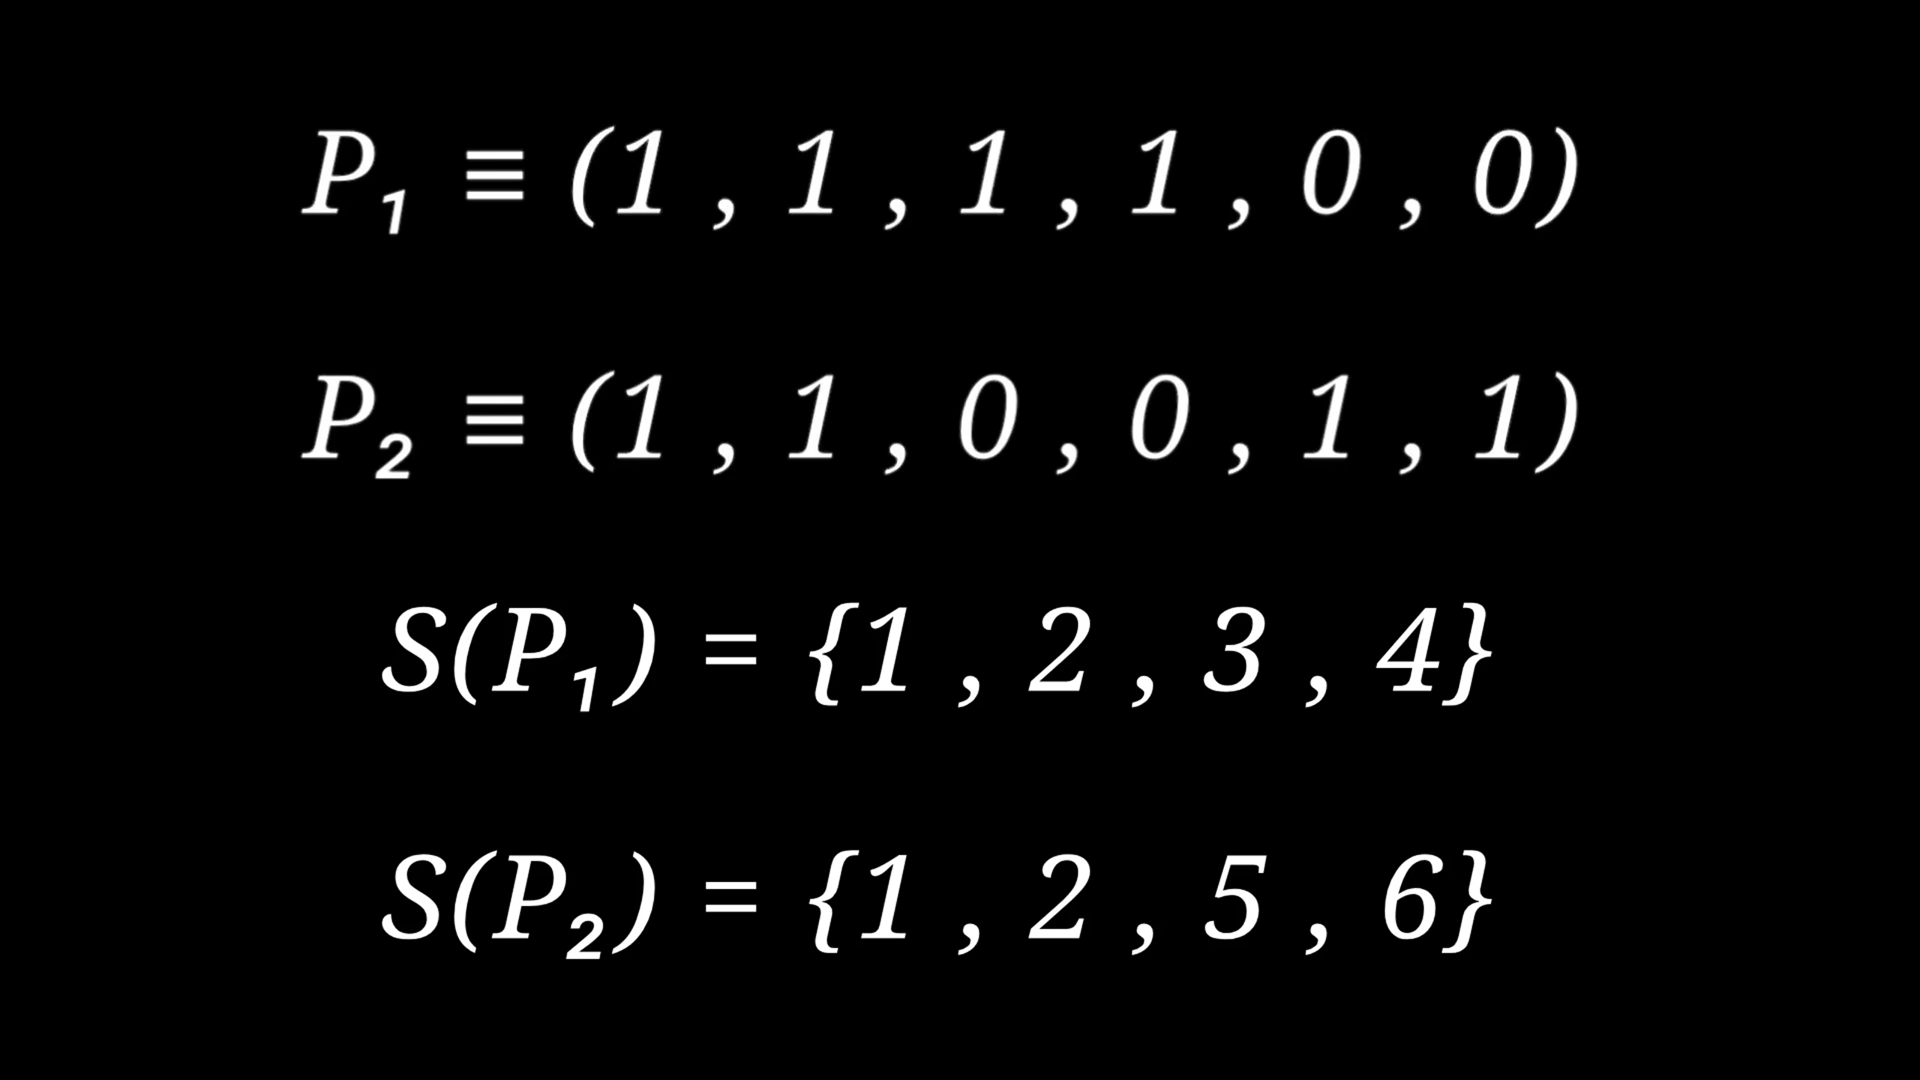 P₁ ≡ (1 , 1 , 1 , 1 , 0 , 0)
P₂ ≡ (1 , 1 , 0 , 0 , 1 , 1)
S(P₁) = {1 , 2 , 3 , 4}
S(P₂) = {1 , 2 , 5 , 6}